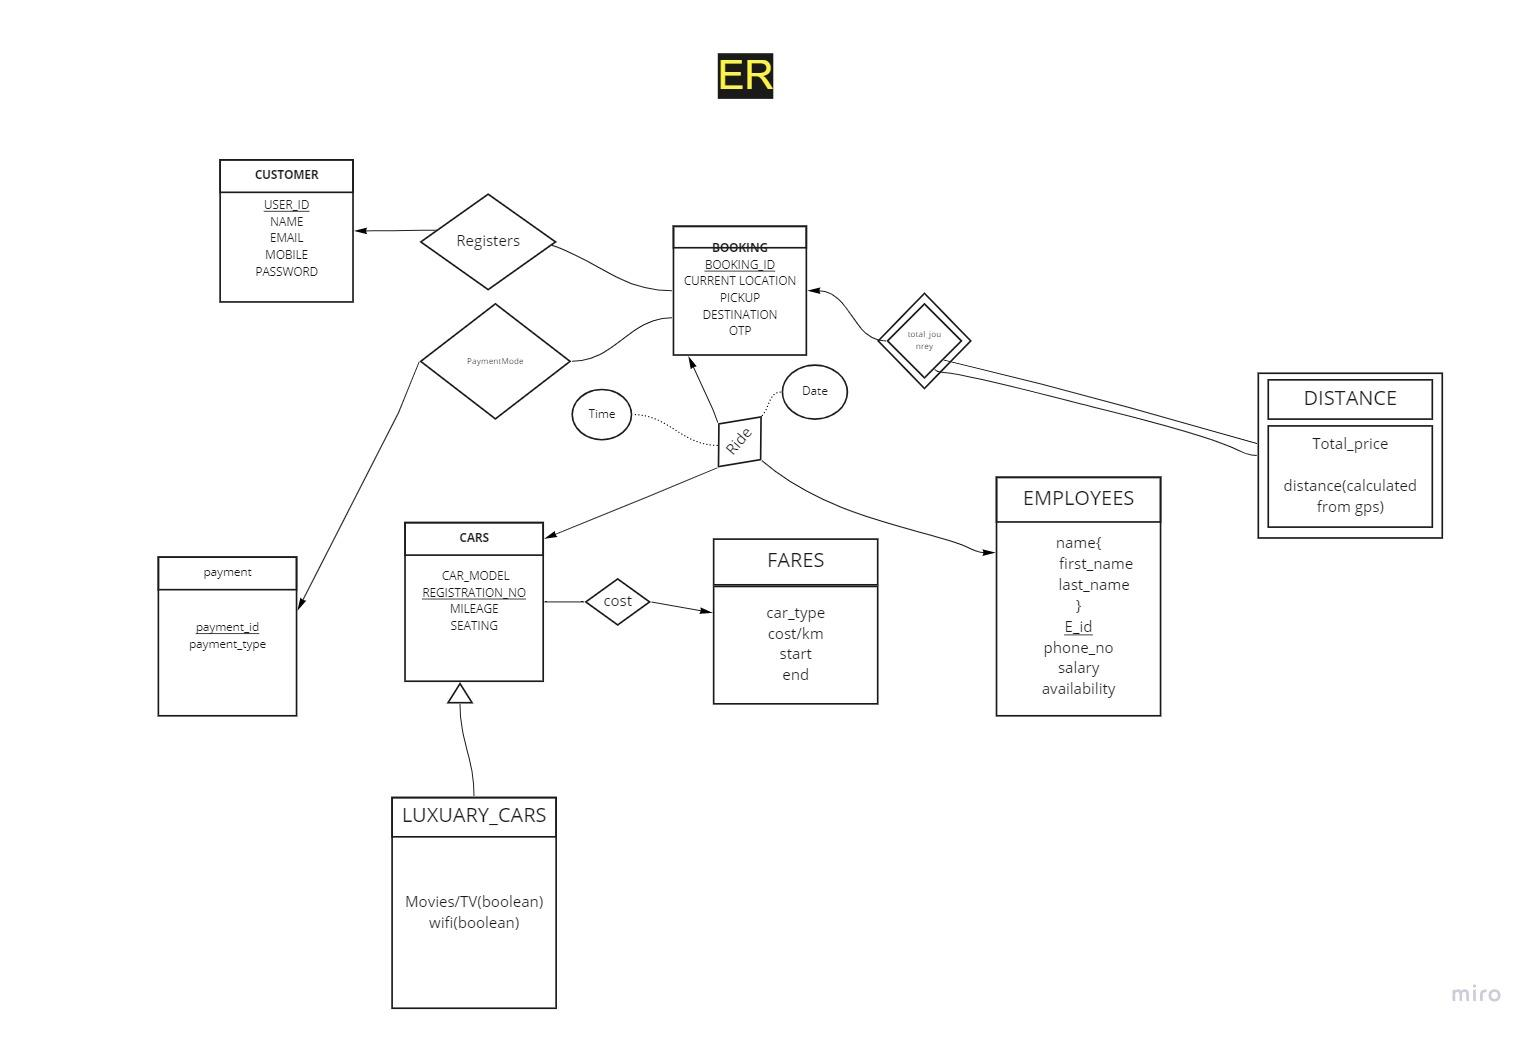 ER
CUSTOMER
USER_ID
NAME
EMAIL
MOBILE
PASSWORD
Registers
BOOKING
BOOKING_ID
CURRENT LOCATION
PICKUP
DESTINATION
OTP
total_jou
nrey
PaymentMode
Time
Date
Ride
DISTANCE
Total_price
distance(calculated
from gps)
EMPLOYEES
name{
first_name
last_name
}
E_id
phone_no
salary
availability
CARS
CAR_MODEL
REGISTRATION_NO
MILEAGE
SEATING
cost
FARES
car_type
cost/km
start
end
payment
payment_id
payment_type
LUXUARY_CARS
Movies/TV(boolean)
wifi(boolean)
miro